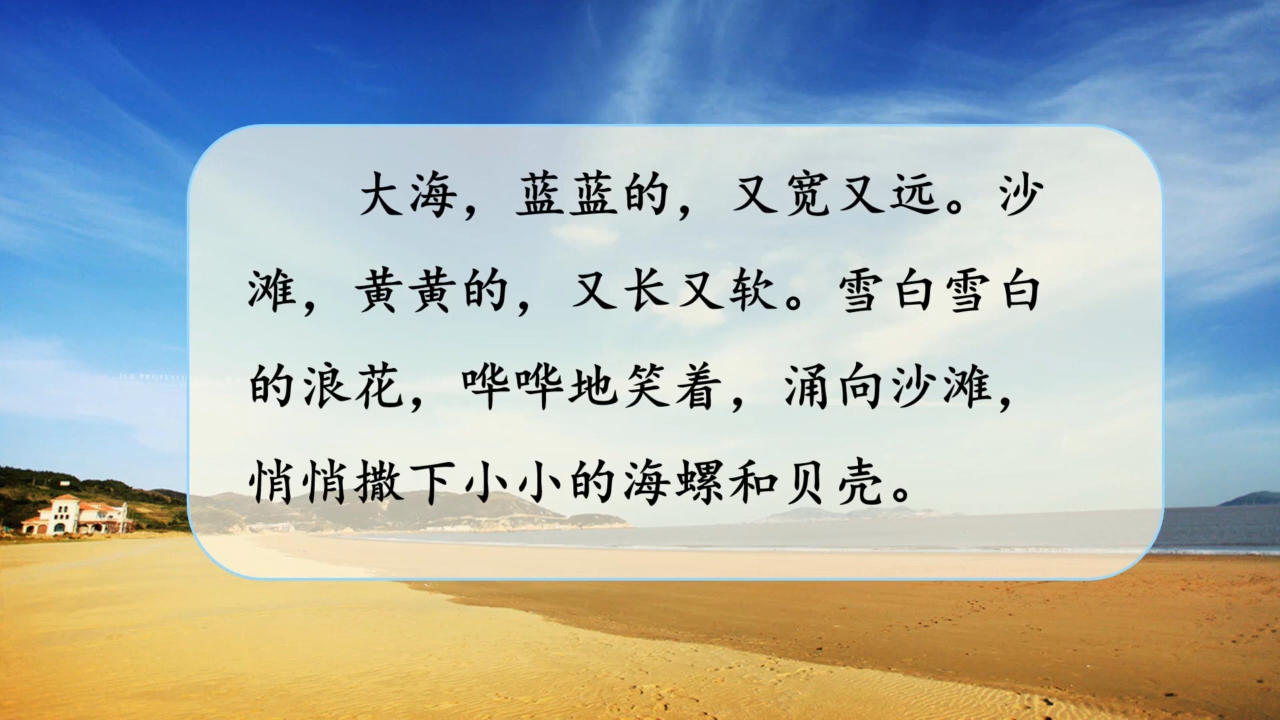 大海，蓝蓝的，又宽又远。沙
滩，黄黄的，又长又软。雪白雪白
的浪花，哗哗地笑着，涌向沙滩，
悄悄撒下小小的海螺和贝壳。